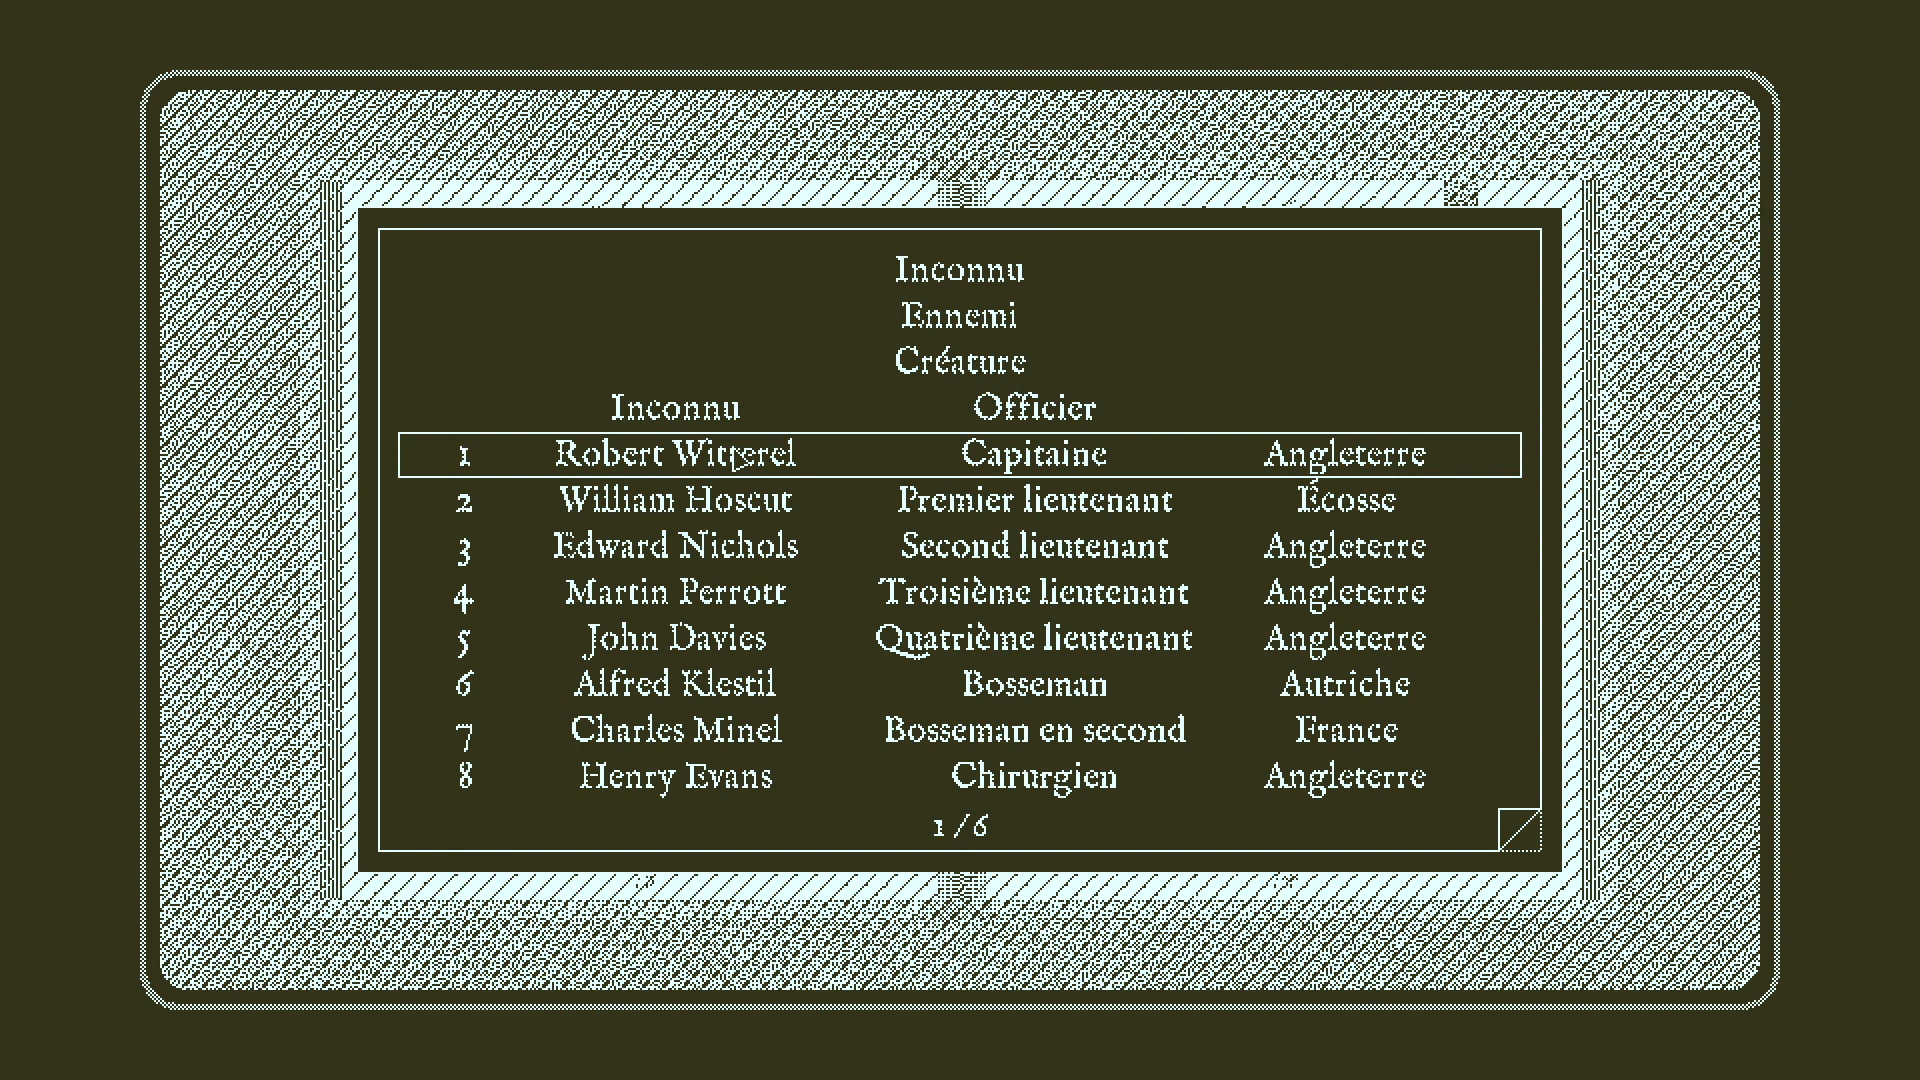 Inconnu
Ennemi
Créature
Inconnu Officier
1 Robert Witterel Capitaine Angleterre
2 William Hoscut Premier lieutenant Écosse
3 Edward Nichols Second lieutenant Angleterre
4 Martin Perrott Troisième lieutenant Angleterre
5 John Davies Quatrième lieutenant Angleterre
6 Alfred Klestil Bosseman Autriche
7 Charles Minel Bosseman en second France
8 Henry Evans Chirurgien Angleterre
1 / 6